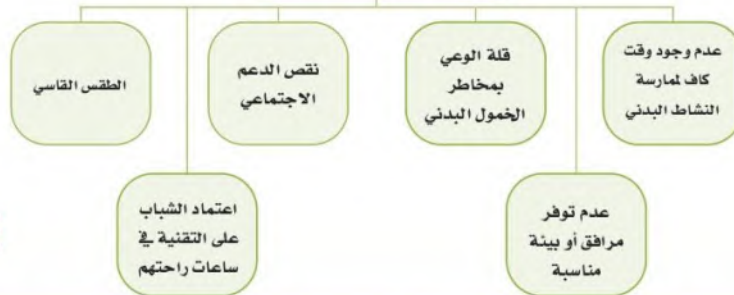 عدم وجود وقت
كاف لممارسة
النشاط البدني
قلة الوعي
بمخاطر
الخمول البدني
نقص الدعم
الاجتماعي
الطقس القاسي
عدم توفر
مرافق أو بيئة
مناسبة
اعتماد الشباب
على التقنية في
ساعات راحتهم